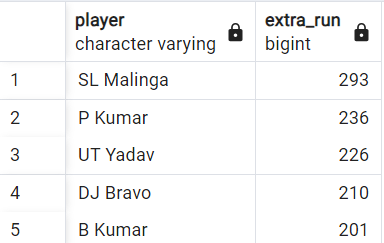 player extra_run
character varying bigint
1 SL Malinga 293
2 P Kumar 236
3 UT Yadav 226
4 DJ Bravo 210
5 B Kumar 201